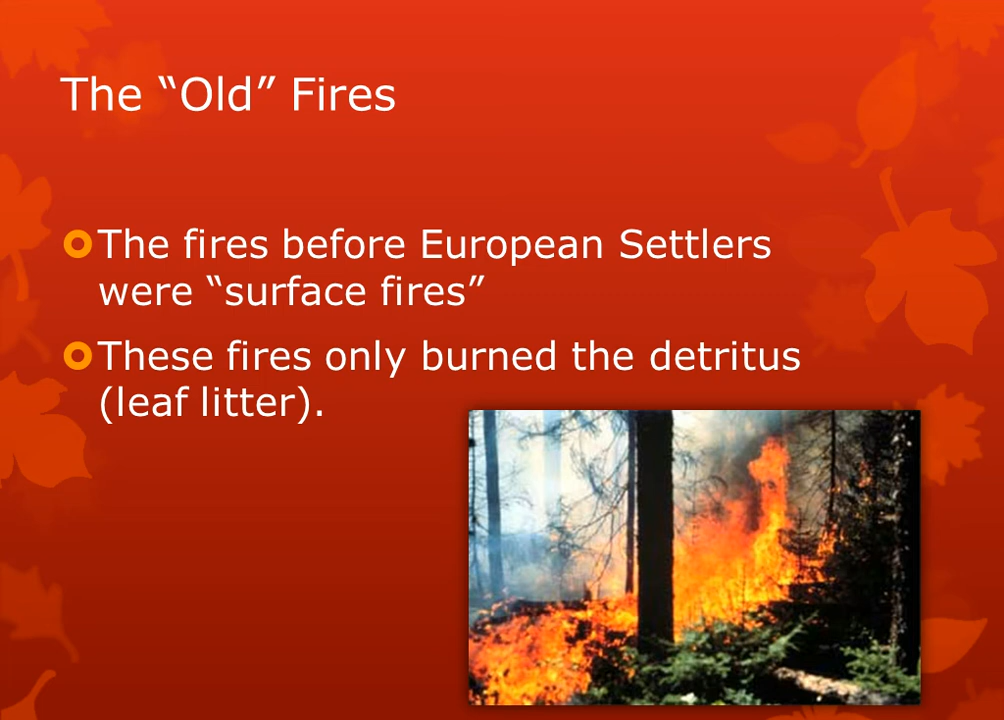 The “Old” Fires
The fires before European Settlers
were “surface fires”
These fires only burned the detritus
(leaf litter).